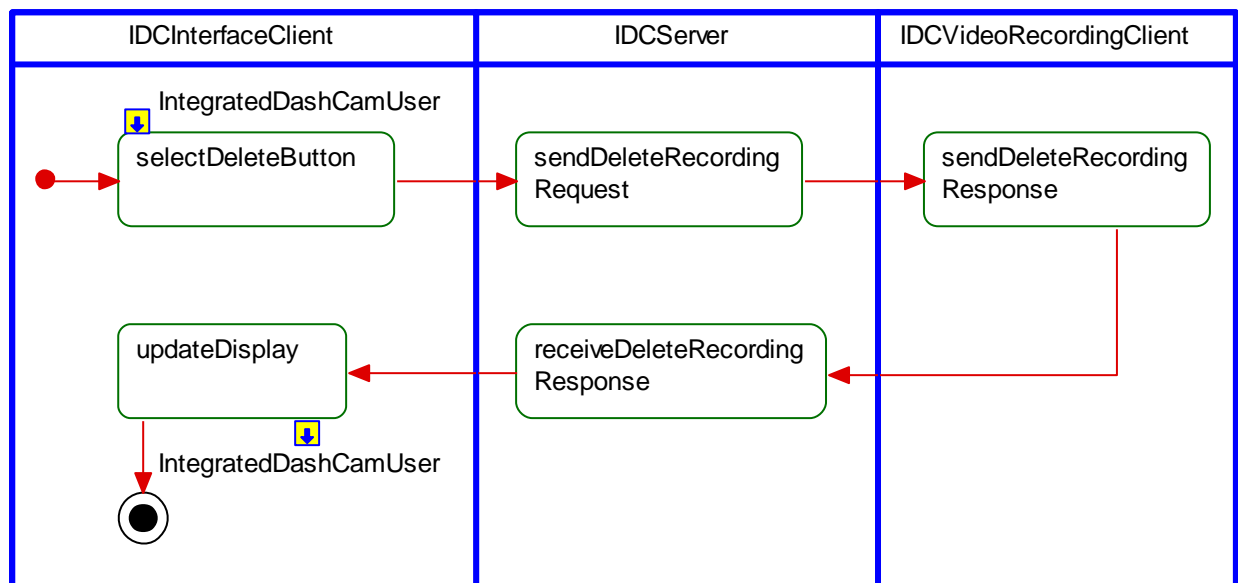 IDCInterfaceClient
IDCServer
IDCVideoRecordingClient
IntegratedDashCamUser
selectDeleteButton
sendDeleteRecording
Request
sendDeleteRecording
Response
updateDisplay
receiveDeleteRecording
Response
IntegratedDashCamUser